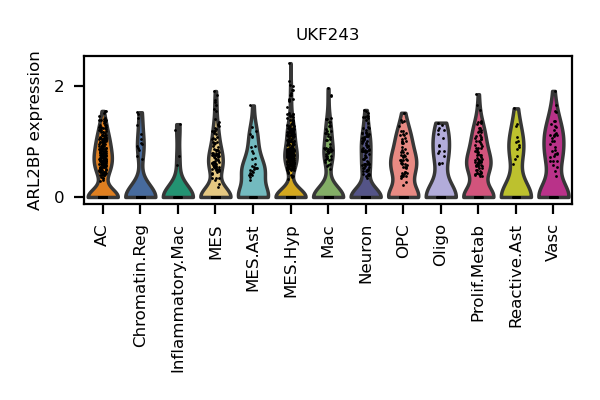 UKF243
ARL2BP expression
2
0
AC
Chromatin.Reg
Inflammatory.Mac
MES
MES.Ast
MES.Hyp
Mac
Neuron
OPC
Oligo
Prolif.Metab
Reactive.Ast
Vasc